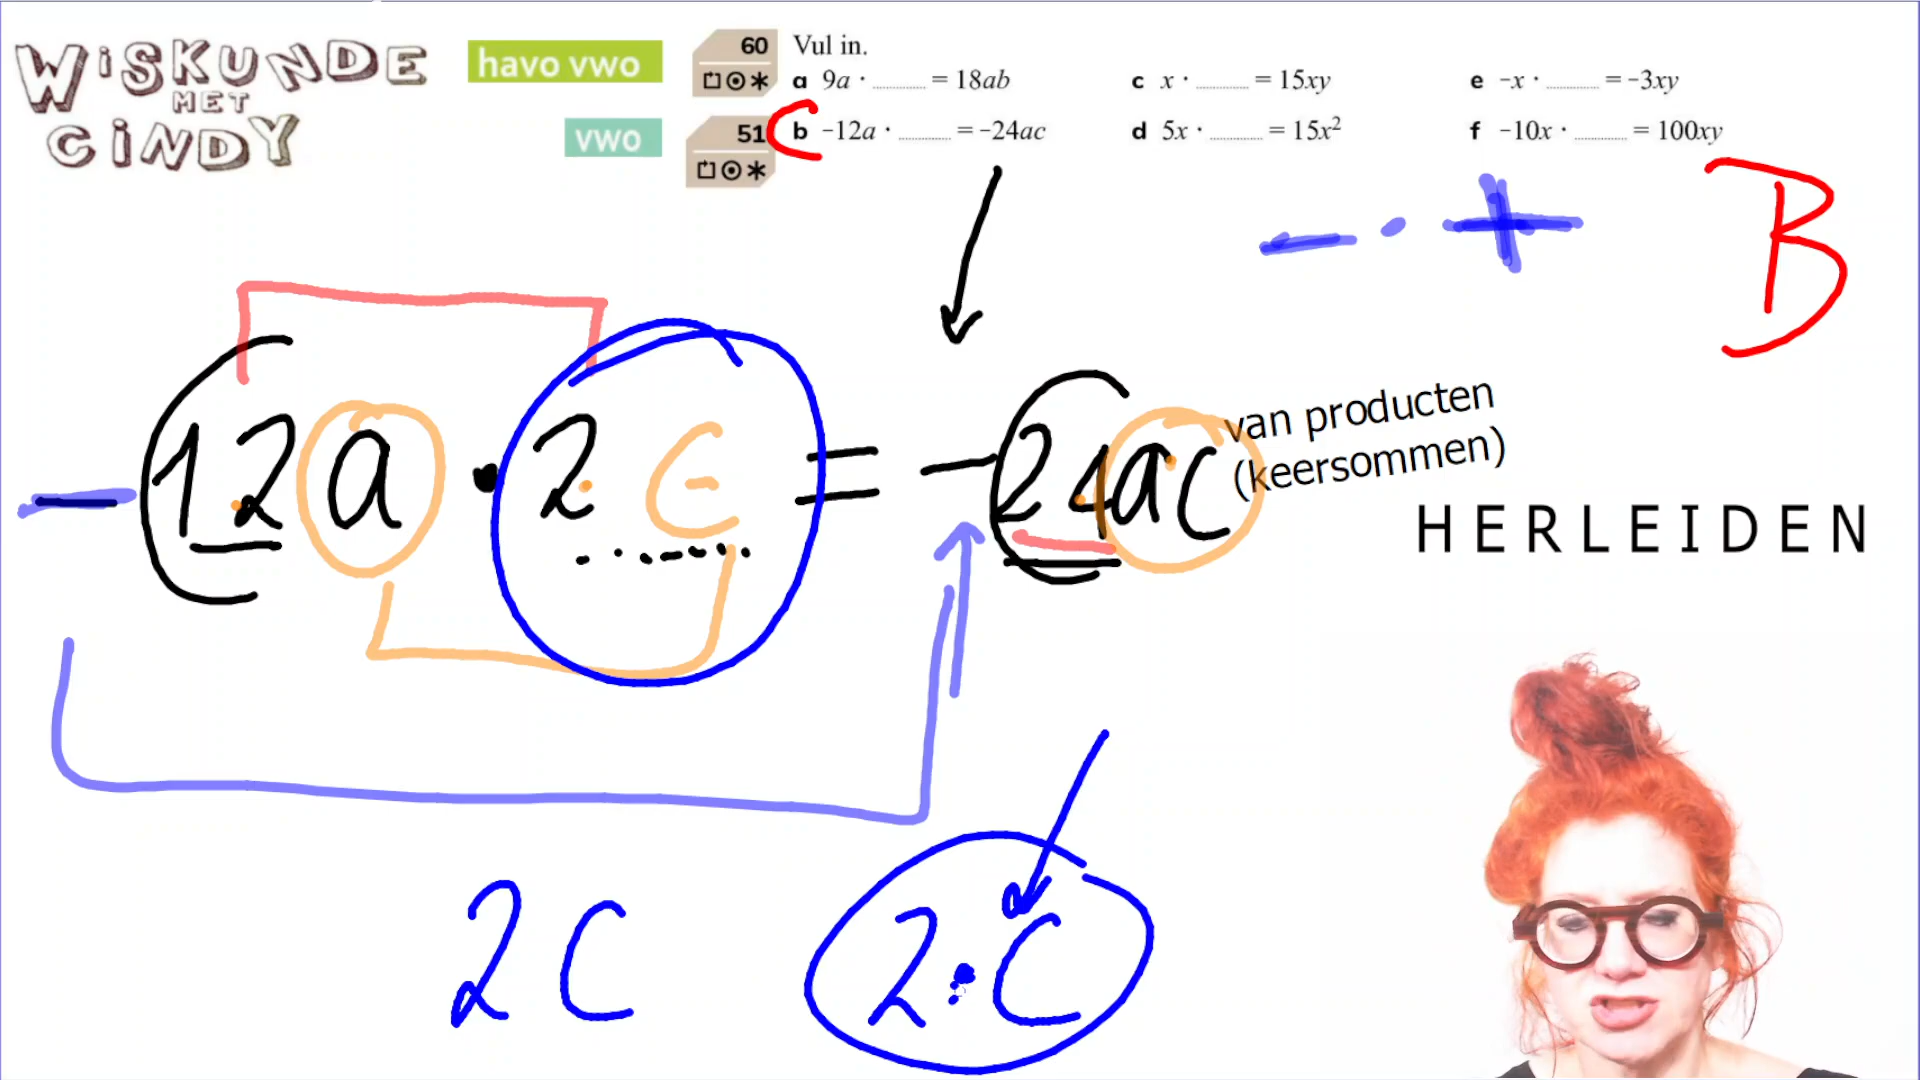 WiSKUNDE
MET
CiNDY
havo vwo
vwo
60
51
Vul in.
a 9a · ........... = 18ab
b -12a · ........... = -24ac
c x · ........... = 15xy
d 5x · ........... = 15x²
e -x · ........... = -3xy
f -10x · ........... = 100xy
- · +
B
-12a · 2c = -24ac
van producten
(keersommen)
HERLEIDEN
2c 2·c